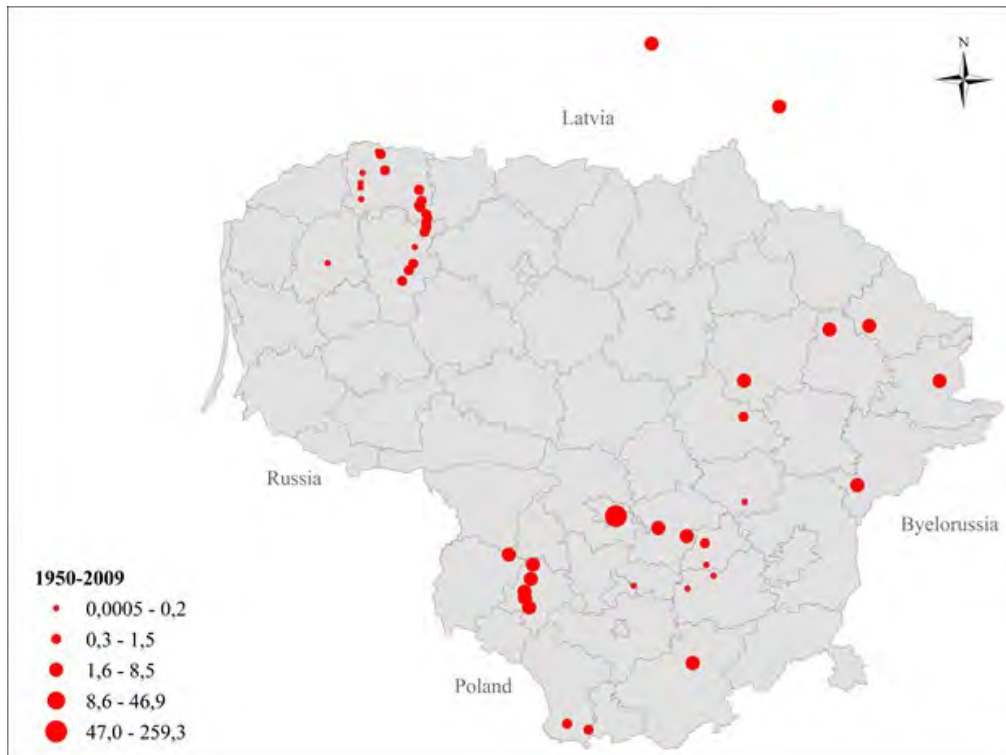 N
Latvia
Russia
Byelorussia
1950-2009
0,0005 - 0,2
0,3 - 1,5
1,6 - 8,5
Poland
8,6 - 46,9
47,0 - 259,3